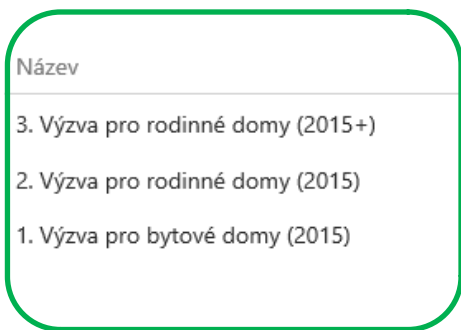 Název
3. Výzva pro rodinné domy (2015+)
2. Výzva pro rodinné domy (2015)
1. Výzva pro bytové domy (2015)